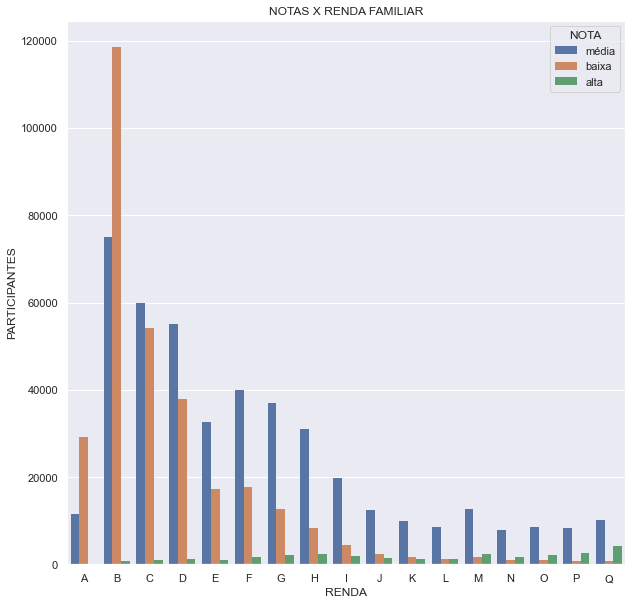 NOTAS X RENDA FAMILIAR
NOTA
média
baixa
alta
PARTICIPANTES
120000
100000
80000
60000
40000
20000
0
A B C D E F G H I J K L M N O P Q
RENDA